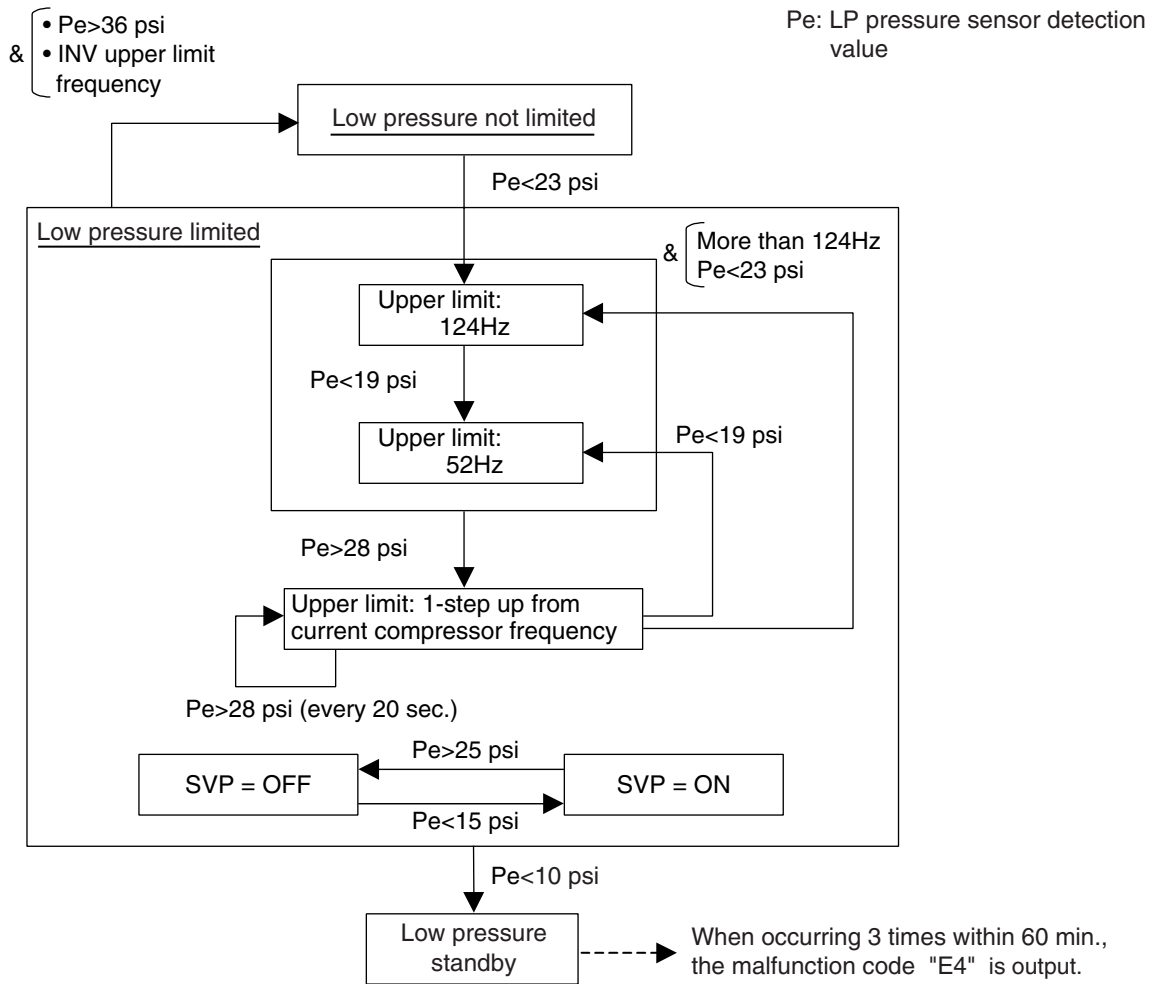 • Pe>36 psi
& • INV upper limit
frequency
Pe: LP pressure sensor detection
value
Low pressure not limited
Pe<23 psi
Low pressure limited
& More than 124Hz
Pe<23 psi
Upper limit:
124Hz
Pe<19 psi
Upper limit:
52Hz
Pe<19 psi
Pe>28 psi
Upper limit: 1-step up from
current compressor frequency
Pe>28 psi (every 20 sec.)
Pe>25 psi
SVP = OFF
SVP = ON
Pe<15 psi
Pe<10 psi
Low pressure
standby
When occurring 3 times within 60 min.,
the malfunction code "E4" is output.